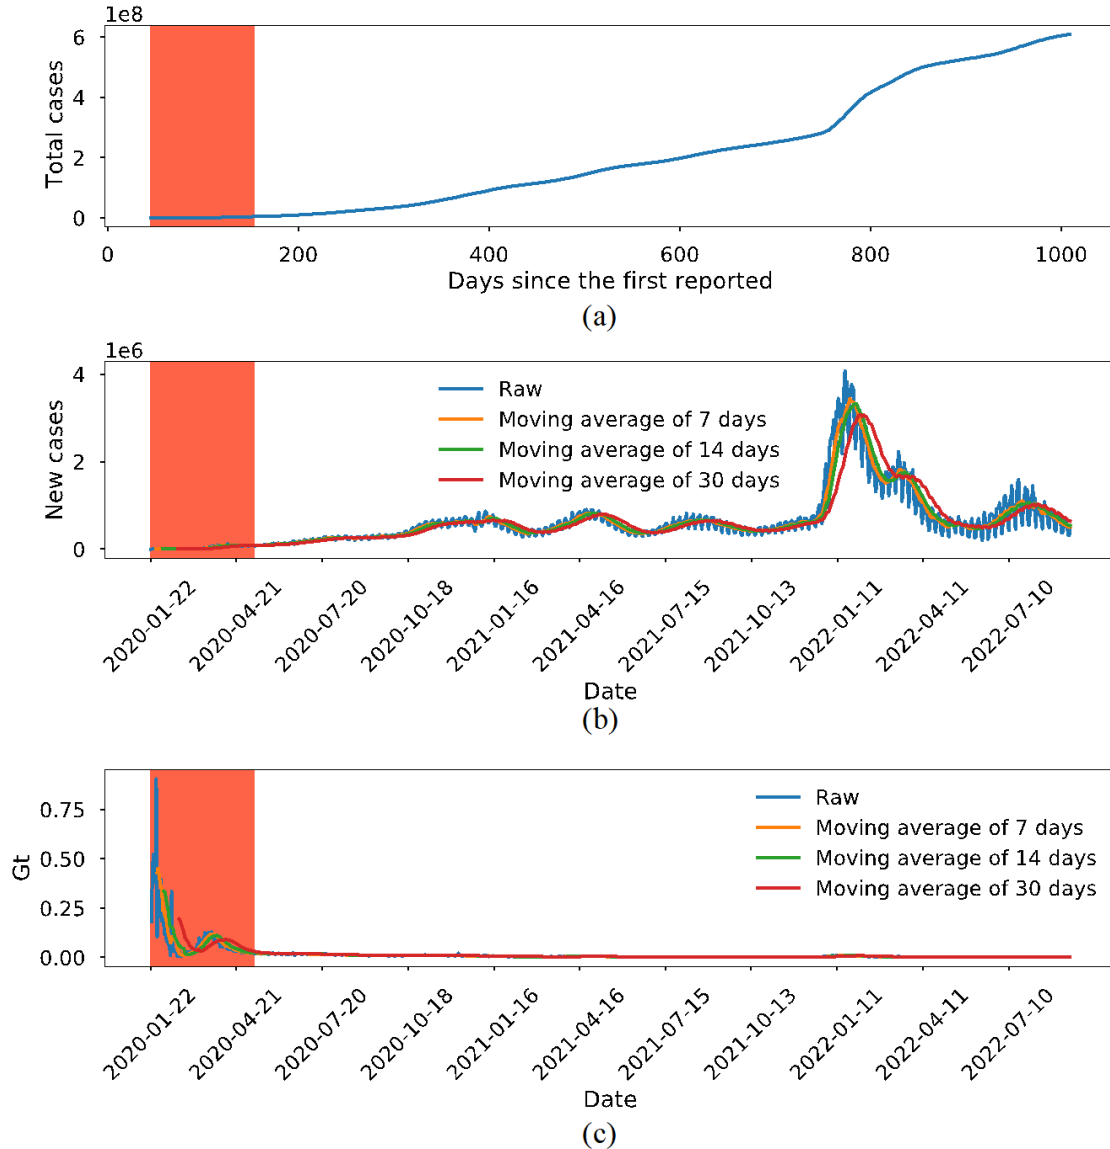 1e8
6
4
2
0
Total cases
0 200 400 600 800 1000
Days since the first reported
(a)
1e6
4
2
0
New cases
Raw
Moving average of 7 days
Moving average of 14 days
Moving average of 30 days
2020-01-22
2020-04-21
2020-07-20
2020-10-18
2021-01-16
2021-04-16
2021-07-15
2021-10-13
2022-01-11
2022-04-11
2022-07-10
Date
(b)
0.75
0.50
0.25
0.00
Gt
Raw
Moving average of 7 days
Moving average of 14 days
Moving average of 30 days
2020-01-22
2020-04-21
2020-07-20
2020-10-18
2021-01-16
2021-04-16
2021-07-15
2021-10-13
2022-01-11
2022-04-11
2022-07-10
Date
(c)